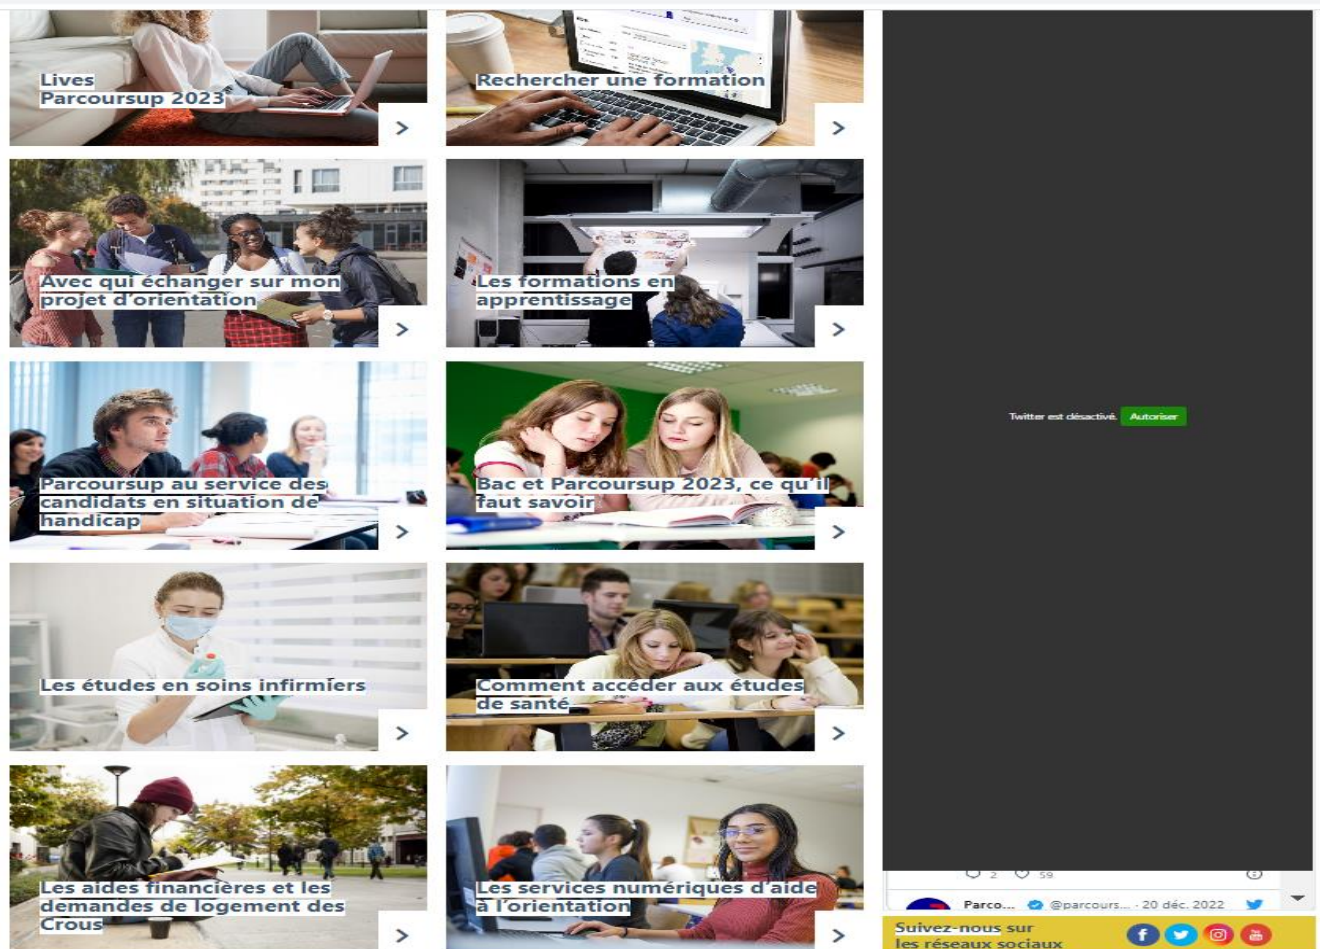 Lives
Parcoursup 2023
Rechercher une formation
Avec qui échanger sur mon
projet d'orientation
Les formations en
apprentissage
Parcoursup au service des
candidats en situation de
handicap
Bac et Parcoursup 2023, ce qu'il
faut savoir
Les études en soins infirmiers
Comment accéder aux études
de santé
Les aides financières et les
demandes de logement des
Crous
Les services numériques d'aide
à l'orientation
Twitter est désactivé. Autoriser
2 59
Parco... @parcours... · 20 déc. 2022
Suivez-nous sur
les réseaux sociaux